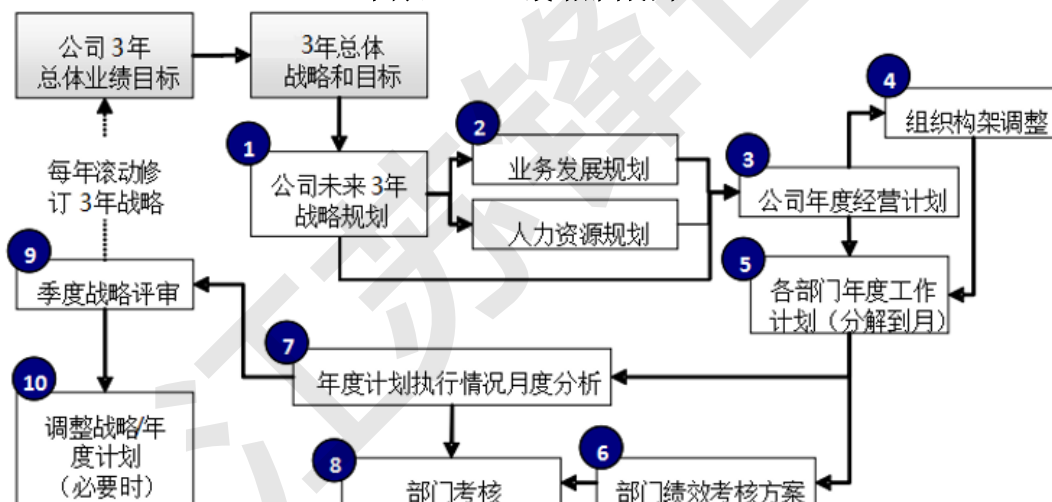 公司3年
总体业绩目标
3年总体
战略和目标
4
组织构架调整
1
2
3
每年滚动修
订 3年战略
公司未来3年
战略规划
业务发展规划
人力资源规划
公司年度经营计划
9
季度战略评审
5
各部门年度工作
计划（分解到月）
7
年度计划执行情况月度分析
10
调整战略/年
度计划
（必要时）
8
部门考核
6
部门绩效考核方案
江苏锋